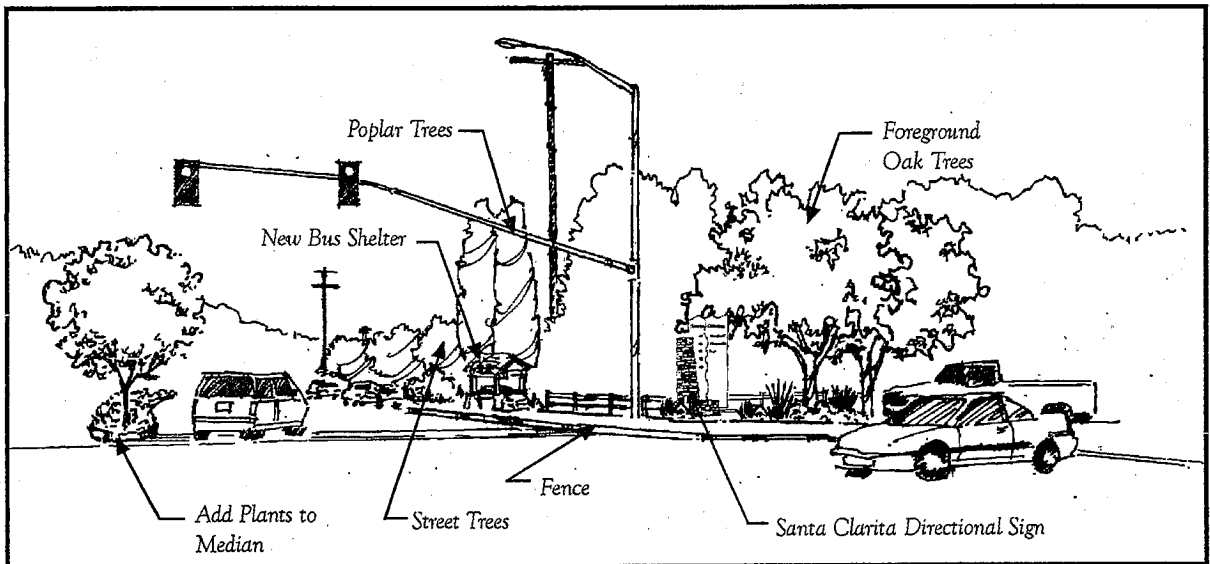 Poplar Trees
Foreground
Oak Trees
New Bus Shelter
Fence
Add Plants to
Median
Street Trees
Santa Clarita Directional Sign